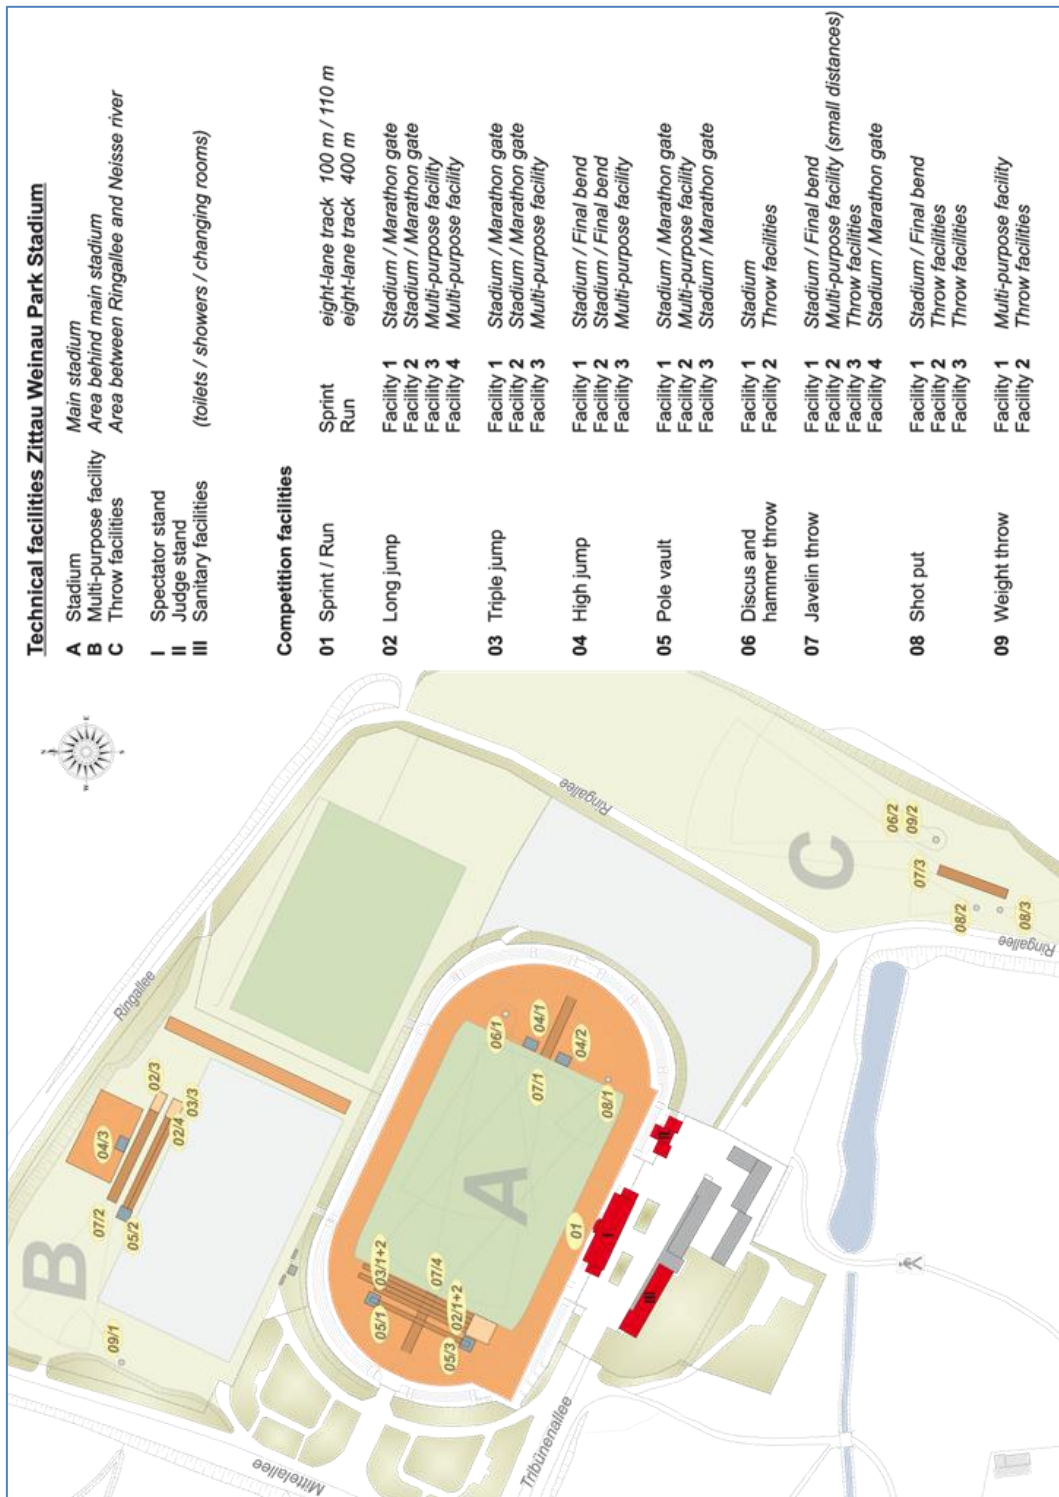 Technical facilities Zittau Weinau Park Stadium
A Stadium Main stadium
B Multi-purpose facility Area behind main stadium
C Throw facilities Area between Ringallee and Neisse river
I Spectator stand
II Judge stand
III Sanitary facilities (toilets / showers / changing rooms)
Competition facilities
01 Sprint / Run Sprint eight-lane track 100 m / 110 m
Run eight-lane track 400 m
02 Long jump Facility 1 Stadium / Marathon gate
Facility 2 Stadium / Marathon gate
Facility 3 Multi-purpose facility
Facility 4 Multi-purpose facility
03 Triple jump Facility 1 Stadium / Marathon gate
Facility 2 Stadium / Marathon gate
Facility 3 Multi-purpose facility
04 High jump Facility 1 Stadium / Final bend
Facility 2 Stadium / Final bend
Facility 3 Multi-purpose facility
05 Pole vault Facility 1 Stadium / Marathon gate
Facility 2 Multi-purpose facility
Facility 3 Stadium / Marathon gate
06 Discus and Facility 1 Stadium
hammer throw Facility 2 Throw facilities
07 Javelin throw Facility 1 Stadium / Final bend
Facility 2 Multi-purpose facility (small distances)
Facility 3 Throw facilities
Facility 4 Stadium / Marathon gate
08 Shot put Facility 1 Stadium / Final bend
Facility 2 Throw facilities
Facility 3 Throw facilities
09 Weight throw Facility 1 Multi-purpose facility
Facility 2 Throw facilities
N
E
S
W
Ringallee
Ringallee
Ringallee
Mittelallee
Tribünenallee
A
B
C
I
II
III
01
02/1+2
02/3
02/4
03/1+2
03/3
04/1
04/2
04/3
05/1
05/2
05/3
06/1
06/2
07/1
07/2
07/3
07/4
08/1
08/2
08/3
09/1
09/2